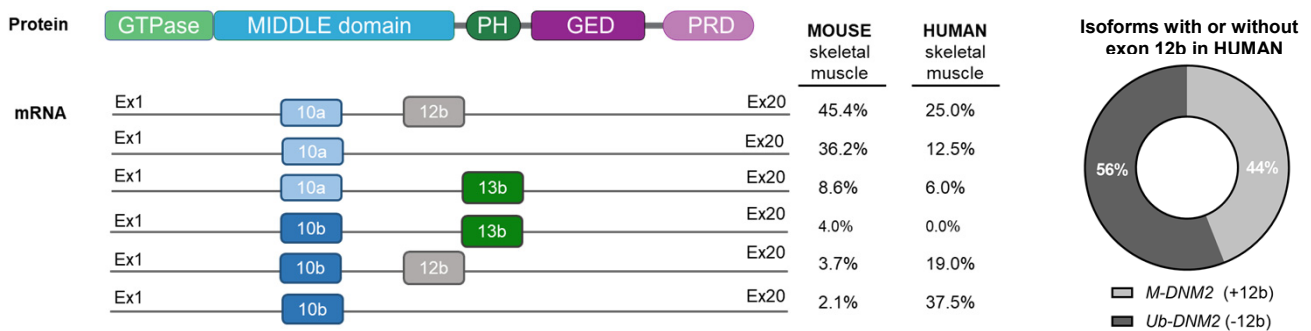 Protein GTPase MIDDLE domain PH GED PRD
MOUSE HUMAN
skeletal skeletal
muscle muscle
mRNA
Ex1 10a 12b Ex20 45.4% 25.0%
Ex1 10a Ex20 36.2% 12.5%
Ex1 10a 13b Ex20 8.6% 6.0%
Ex1 10b 13b Ex20 4.0% 0.0%
Ex1 10b 12b Ex20 3.7% 19.0%
Ex1 10b Ex20 2.1% 37.5%
Isoforms with or without
exon 12b in HUMAN
56% 44%
M-DNM2 (+12b)
Ub-DNM2 (-12b)